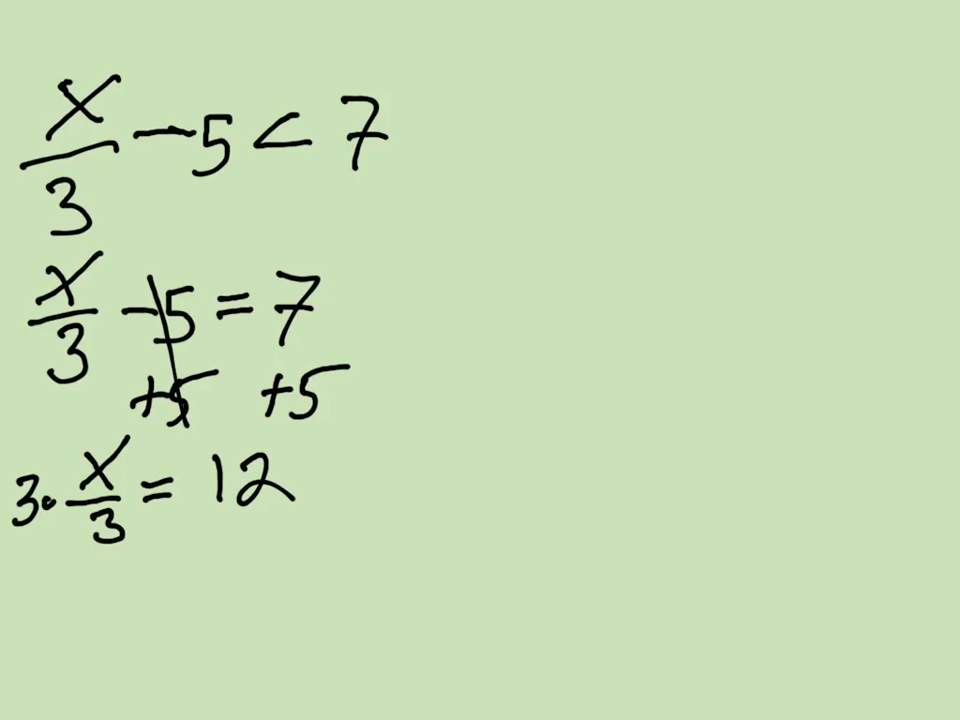 x/3 - 5 < 7
x/3 - 5 = 7
+5 +5
3 · x/3 = 12